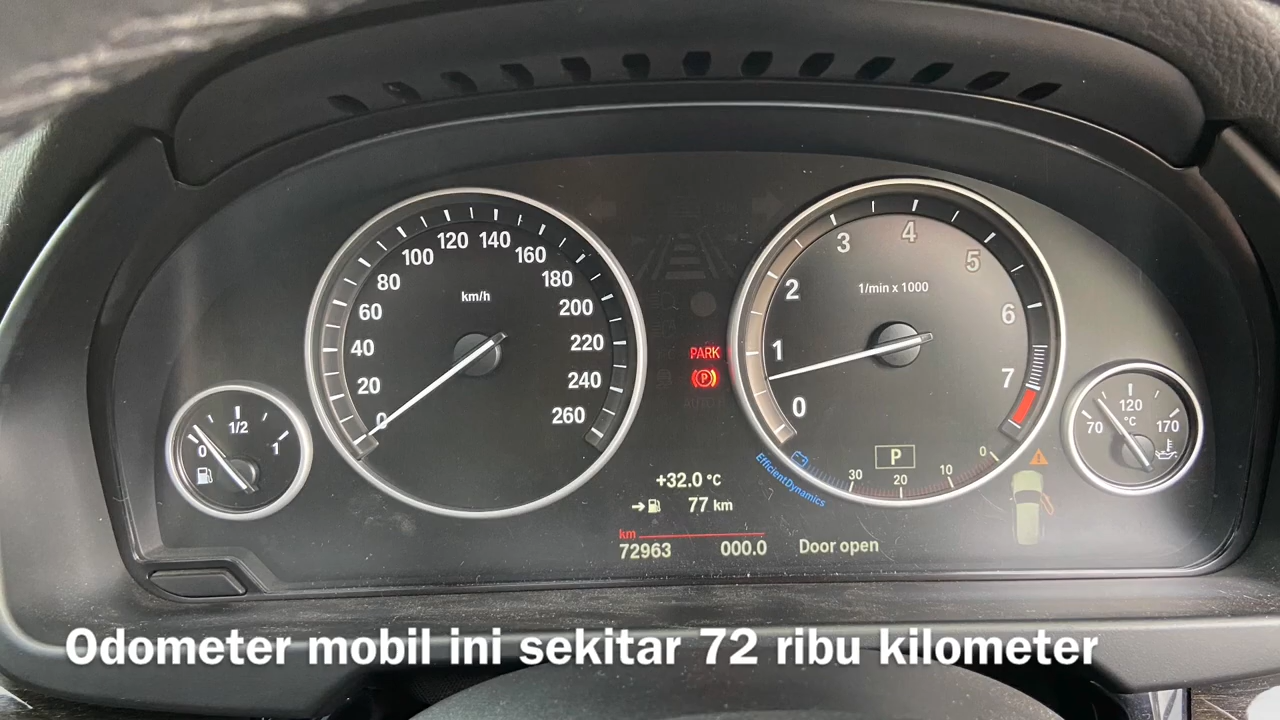 0 20 40 60 80 100 120 140 160 180 200 220 240 260
km/h
0 1 2 3 4 5 6 7
1/min x 1000
PARK
P
0 1/2 1
70 120 170
°C
P
EfficientDynamics
30 20 10 0
+32.0 °C
77 km
km
72963 000.0 Door open
Odometer mobil ini sekitar 72 ribu kilometer